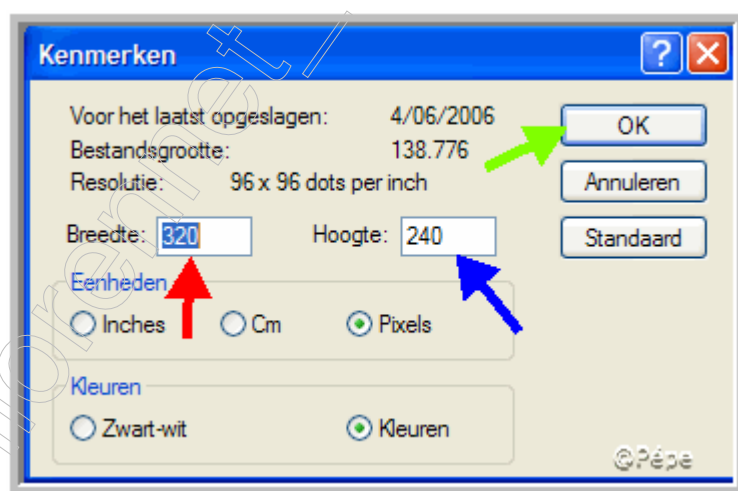 Kenmerken
Voor het laatst opgeslagen: 4/06/2006
Bestandsgrootte: 138.776
Resolutie: 96 x 96 dots per inch
OK
Annuleren
Standaard
Breedte: 320 Hoogte: 240
Eenheden
Inches Cm Pixels
Kleuren
Zwart-wit Kleuren
©Pépe